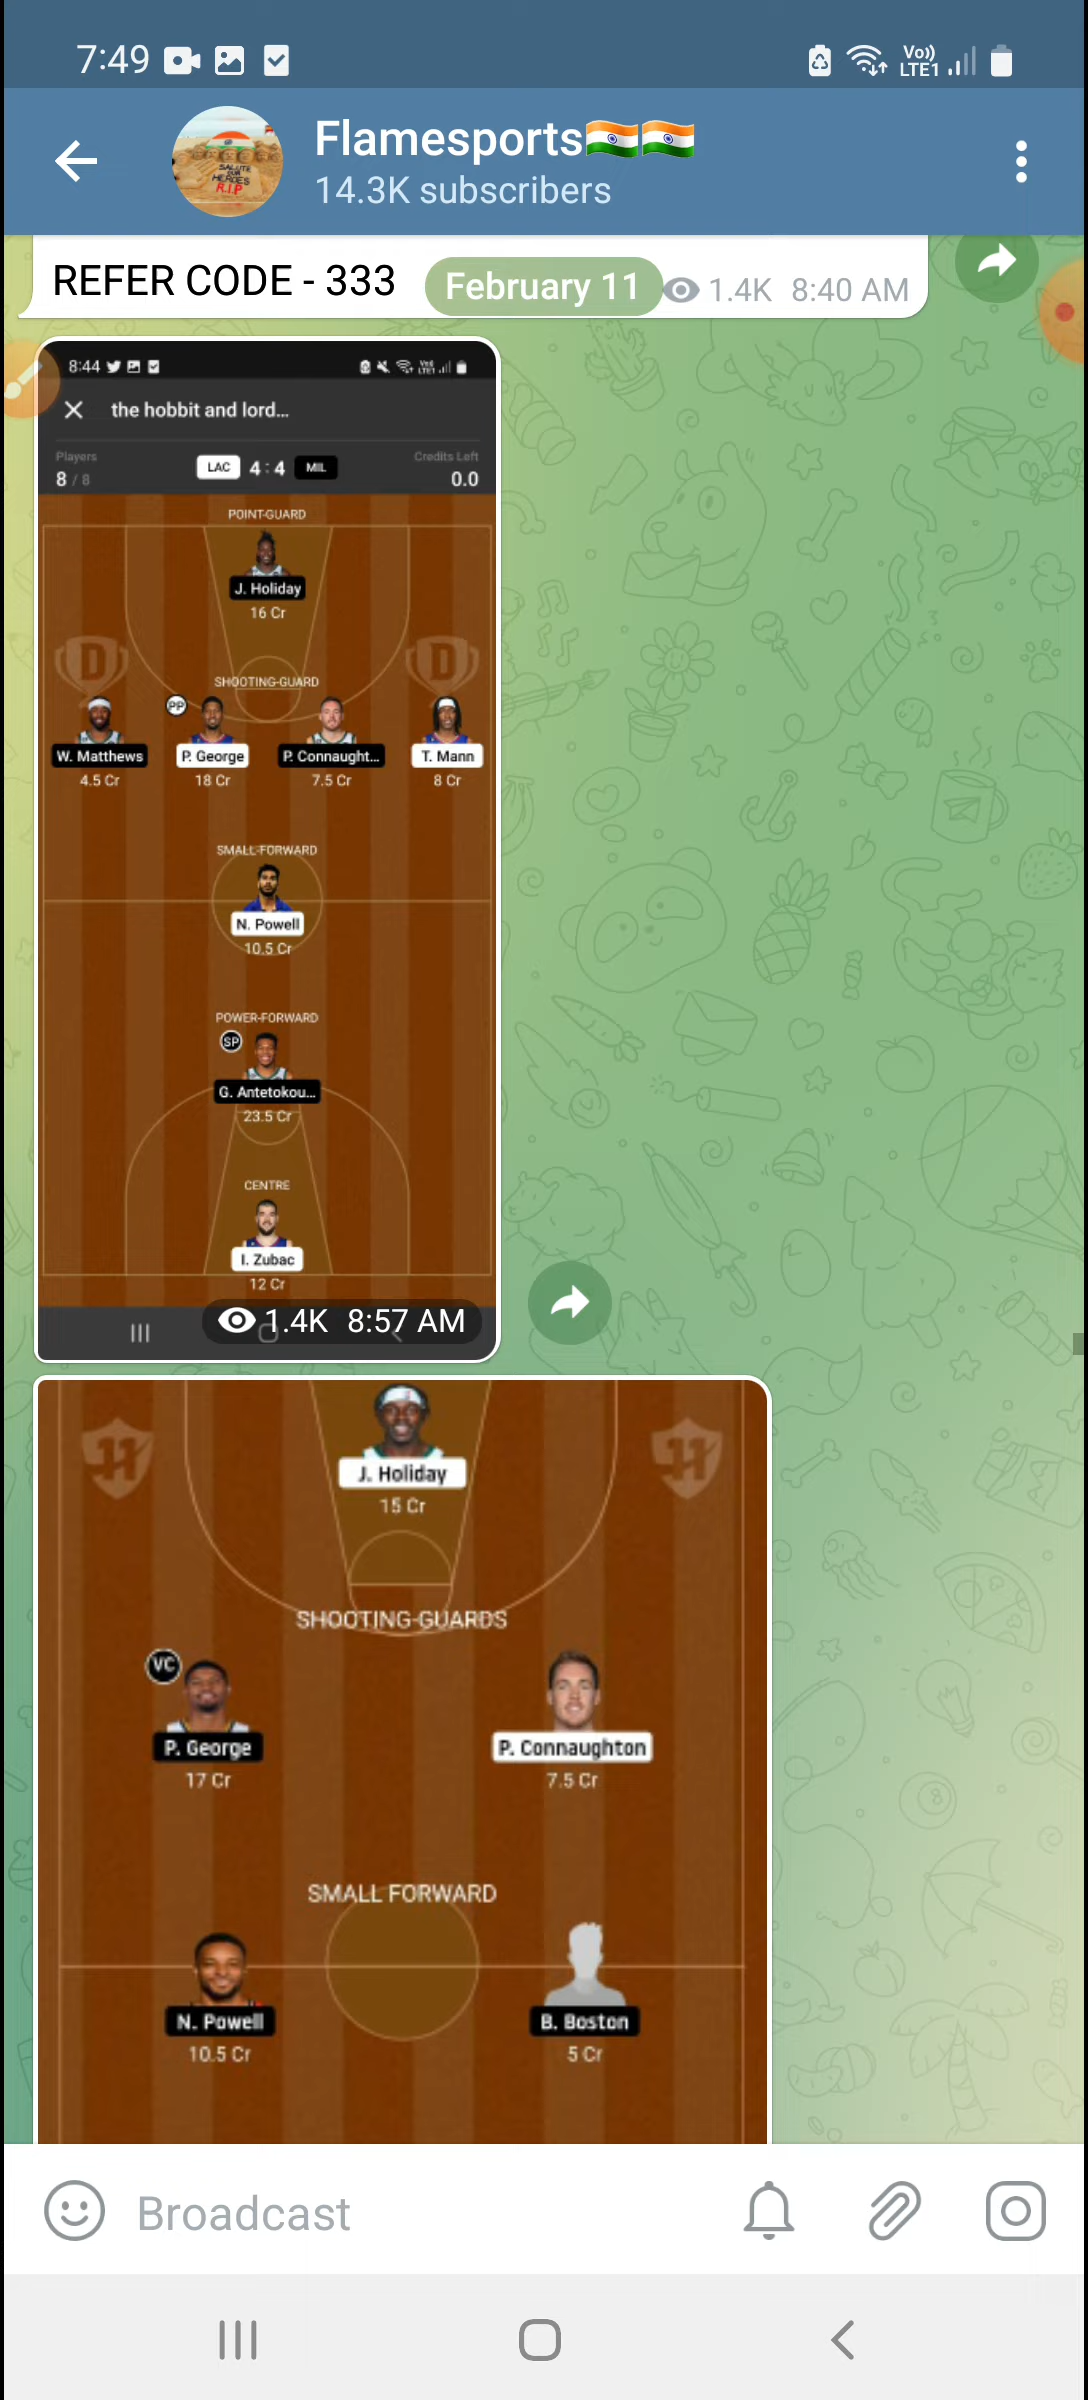 7:49
Vo)) LTE1
Flamesports🇮🇳🇮🇳
14.3K subscribers
SALUTE OUR HEROES R.I.P
REFER CODE - 333
February 11
1.4K 8:40 AM
8:44
the hobbit and lord...
Players
Credits Left
8 / 8
LAC 4 : 4 MIL
0.0
POINT-GUARD
J. Holiday
16 Cr
D D
SHOOTING-GUARD
PP
W. Matthews P. George P. Connaught... T. Mann
4.5 Cr 18 Cr 7.5 Cr 8 Cr
SMALL-FORWARD
N. Powell
10.5 Cr
POWER-FORWARD
SP
G. Antetokou...
23.5 Cr
CENTRE
I. Zubac
12 Cr
1.4K 8:57 AM
J. Holiday
15 Cr
SHOOTING-GUARDS
VC
P. George P. Connaughton
17 Cr 7.5 Cr
SMALL FORWARD
N. Powell B. Boston
10.5 Cr 5 Cr
Broadcast